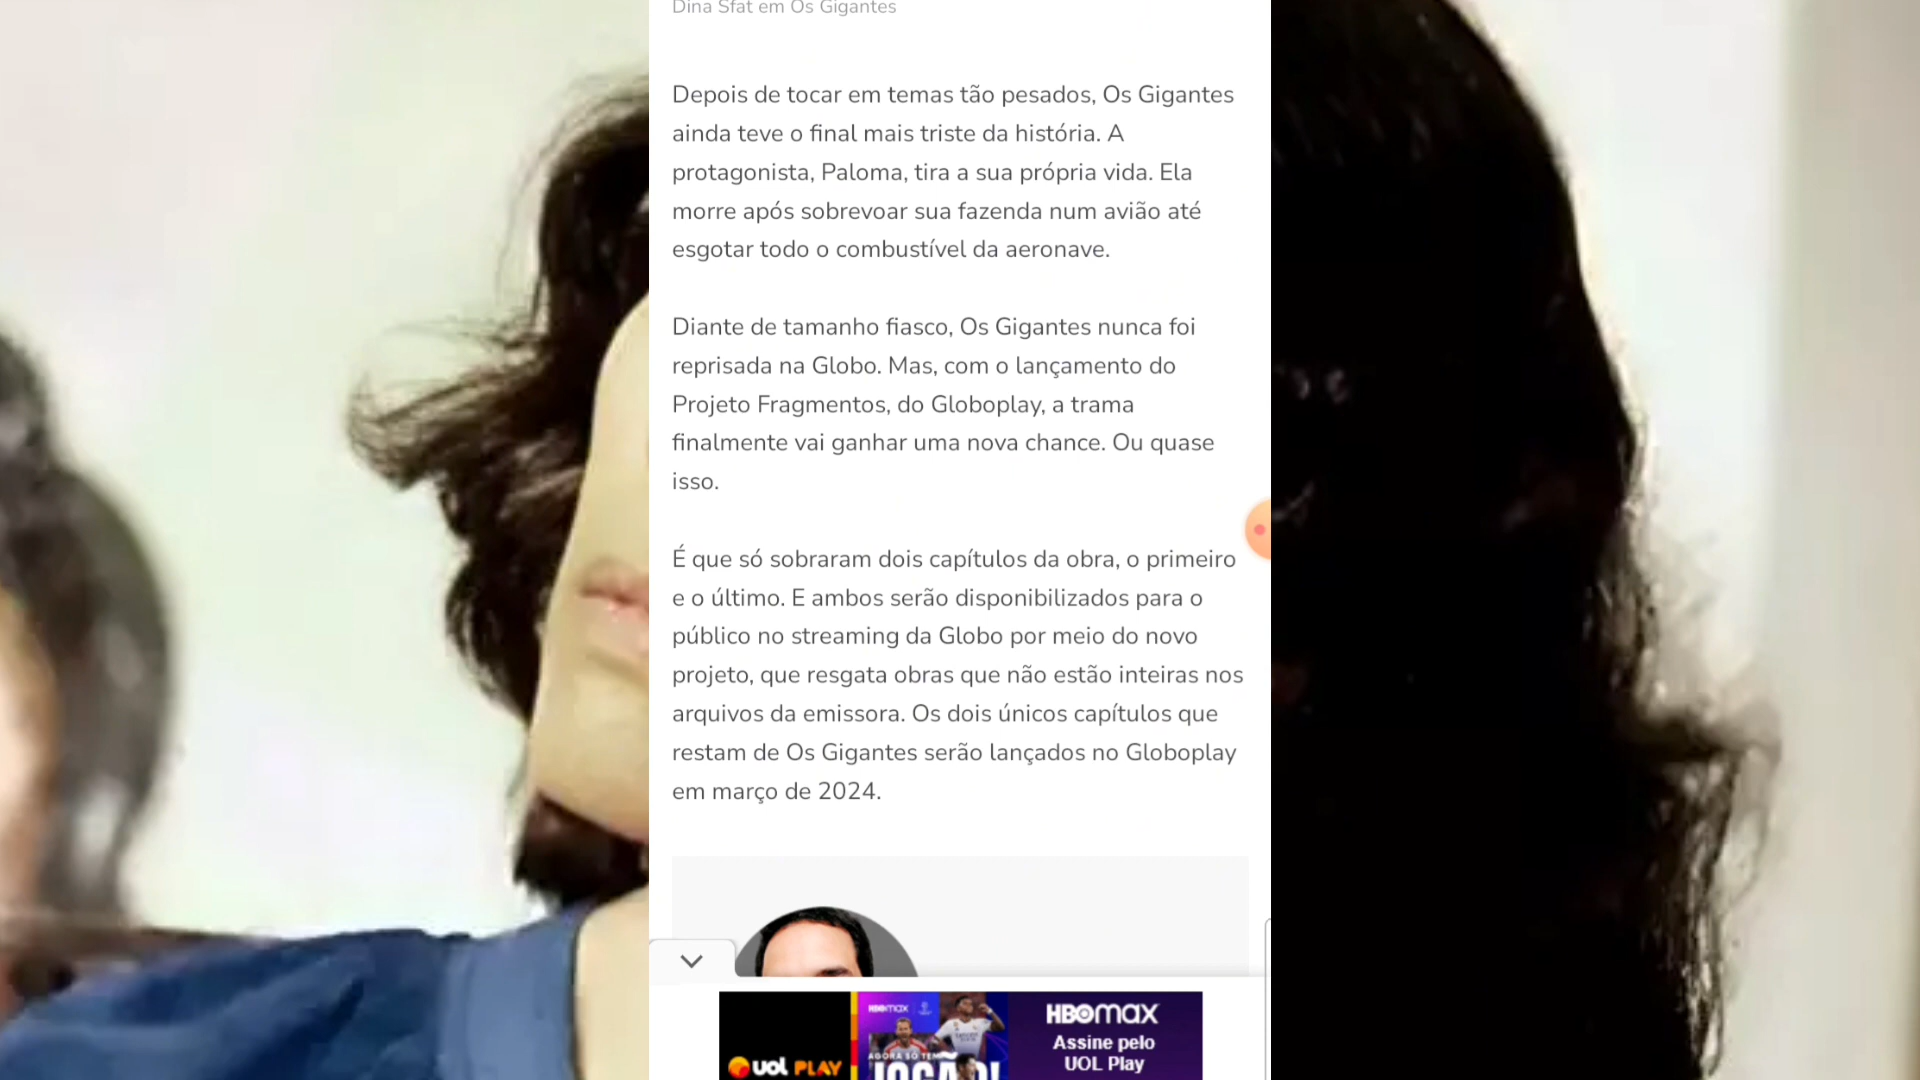 Dina Sfat em Os Gigantes
Depois de tocar em temas tão pesados, Os Gigantes
ainda teve o final mais triste da história. A
protagonista, Paloma, tira a sua própria vida. Ela
morre após sobrevoar sua fazenda num avião até
esgotar todo o combustível da aeronave.
Diante de tamanho fiasco, Os Gigantes nunca foi
reprisada na Globo. Mas, com o lançamento do
Projeto Fragmentos, do Globoplay, a trama
finalmente vai ganhar uma nova chance. Ou quase
isso.
É que só sobraram dois capítulos da obra, o primeiro
e o último. E ambos serão disponibilizados para o
público no streaming da Globo por meio do novo
projeto, que resgata obras que não estão inteiras nos
arquivos da emissora. Os dois únicos capítulos que
restam de Os Gigantes serão lançados no Globoplay
em março de 2024.
HBOMAX
AGORA SÓ TEM
JOGÃO!
UOL PLAY
HBOMAX
Assine pelo
UOL Play